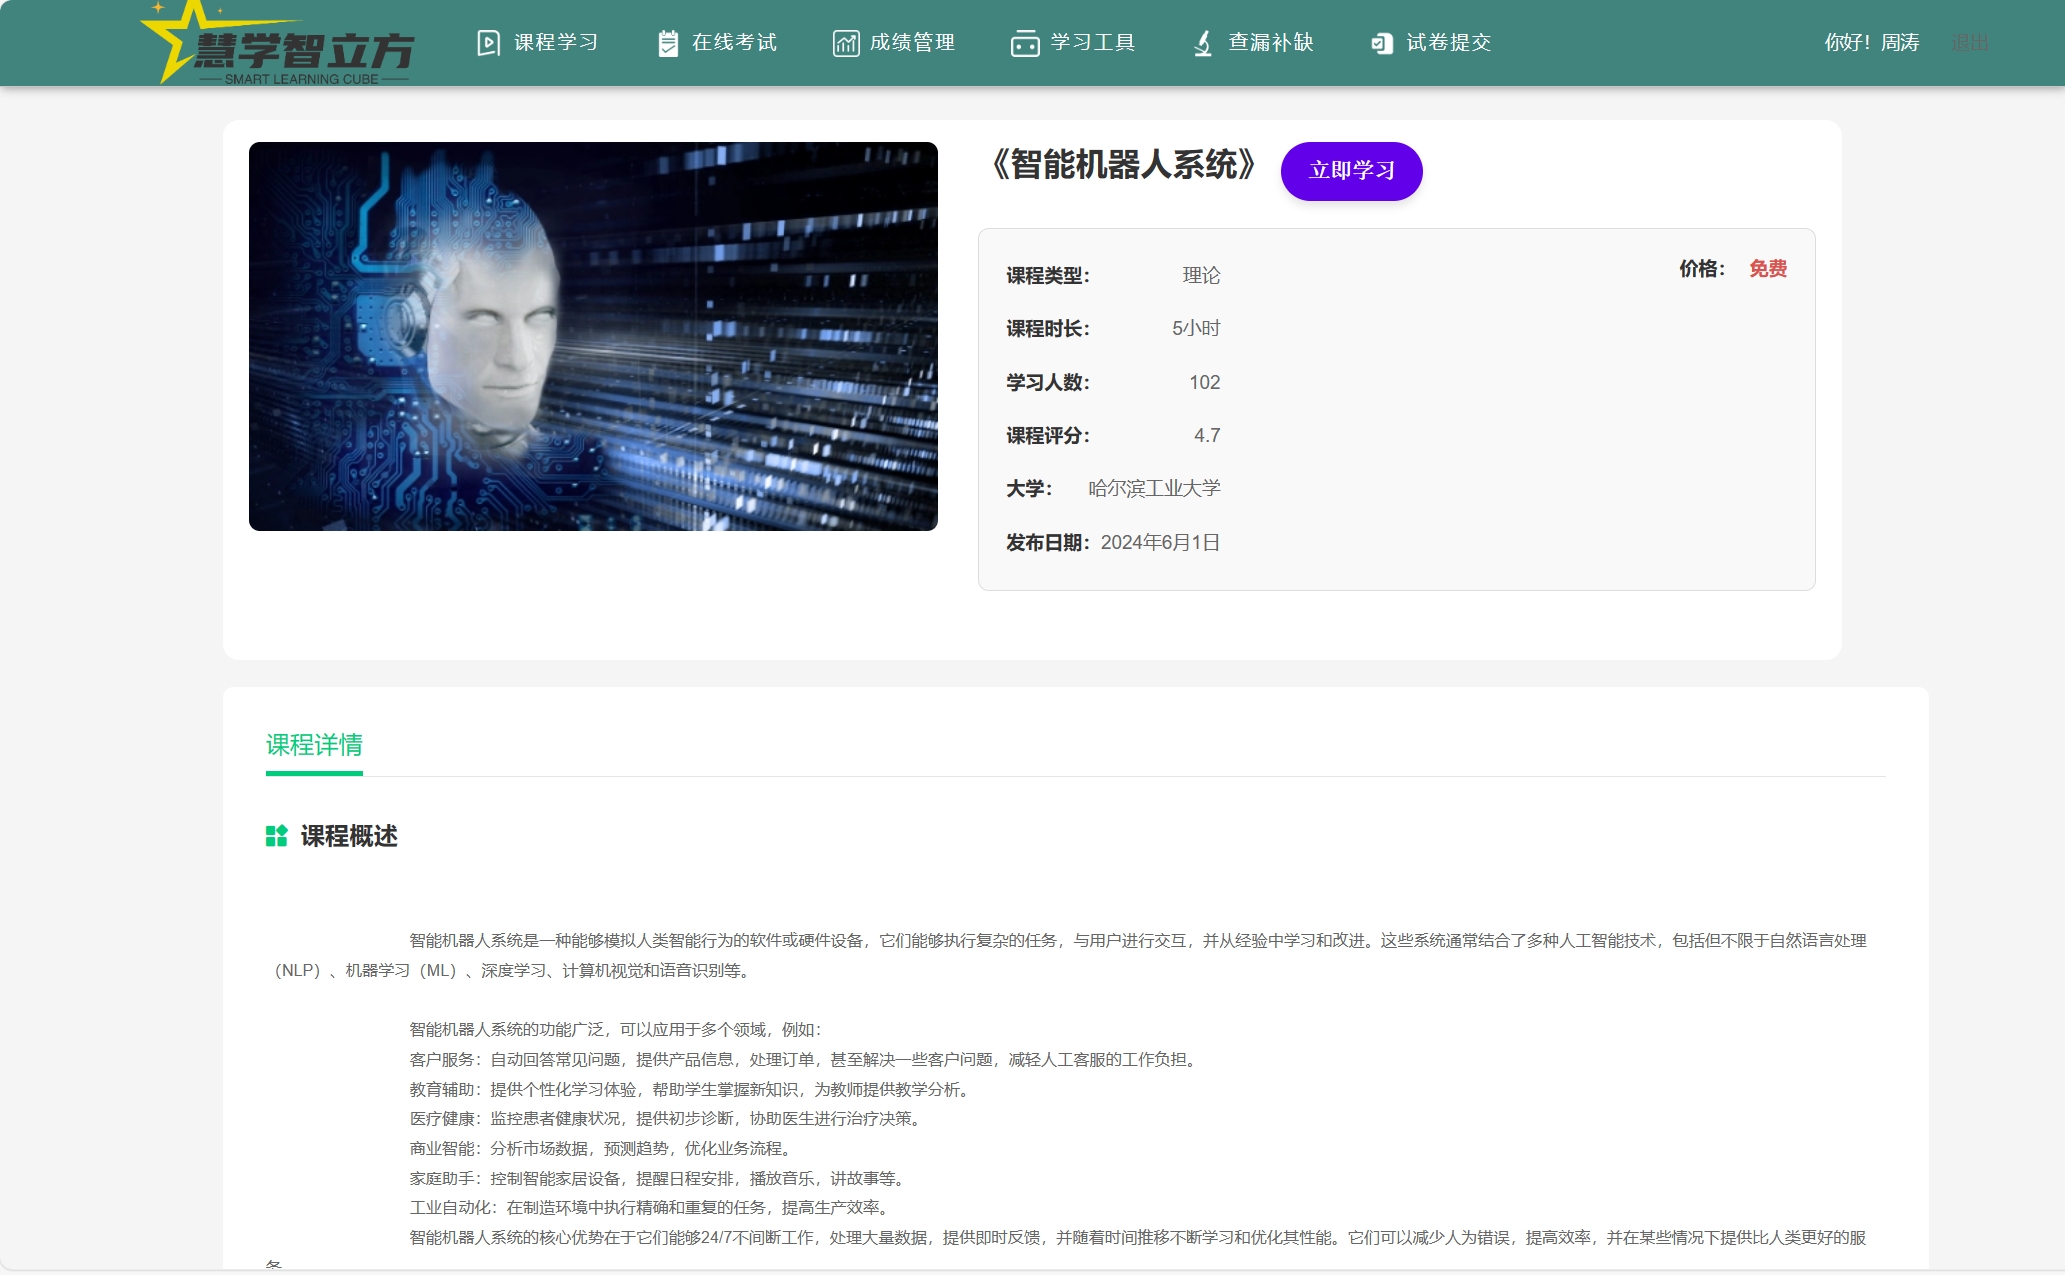 慧学智立方
SMART LEARNING CUBE
课程学习
在线考试
成绩管理
学习工具
查漏补缺
试卷提交
你好！周涛
退出
《智能机器人系统》
立即学习
课程类型： 理论
价格： 免费
课程时长： 5小时
学习人数： 102
课程评分： 4.7
大学： 哈尔滨工业大学
发布日期： 2024年6月1日
课程详情
课程概述
智能机器人系统是一种能够模拟人类智能行为的软件或硬件设备，它们能够执行复杂的任务，与用户进行交互，并从经验中学习和改进。这些系统通常结合了多种人工智能技术，包括但不限于自然语言处理
（NLP）、机器学习（ML）、深度学习、计算机视觉和语音识别等。
智能机器人系统的功能广泛，可以应用于多个领域，例如：
客户服务：自动回答常见问题，提供产品信息，处理订单，甚至解决一些客户问题，减轻人工客服的工作负担。
教育辅助：提供个性化学习体验，帮助学生掌握新知识，为教师提供教学分析。
医疗健康：监控患者健康状况，提供初步诊断，协助医生进行治疗决策。
商业智能：分析市场数据，预测趋势，优化业务流程。
家庭助手：控制智能家居设备，提醒日程安排，播放音乐，讲故事等。
工业自动化：在制造环境中执行精确和重复的任务，提高生产效率。
智能机器人系统的核心优势在于它们能够24/7不间断工作，处理大量数据，提供即时反馈，并随着时间推移不断学习和优化其性能。它们可以减少人为错误，提高效率，并在某些情况下提供比人类更好的服